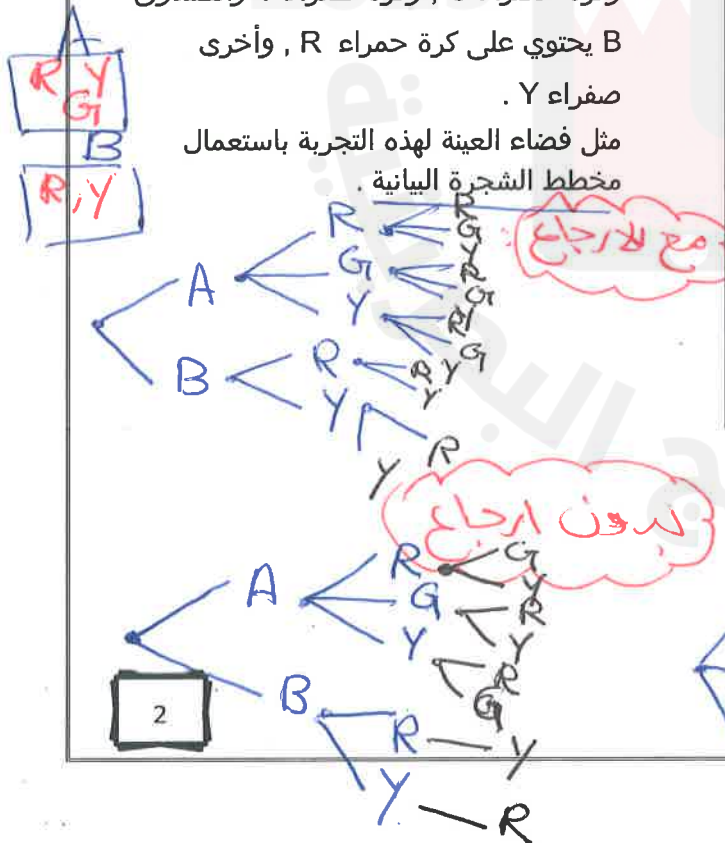 B يحتوي على كرة حمراء R , وأخرى
صفراء Y .
مثل فضاء العينة لهذه التجربة باستعمال
مخطط الشجرة البيانية .
A
R Y
G
B
R , Y
مع الارجاع :
A
R
R
G
Y
G
R
G
Y
R
Y
G
B
R
R
Y
Y
Y
R
بدون ارجاع
A
R
G
Y
G
R
Y
Y
R
G
B
R
Y
Y
R
2